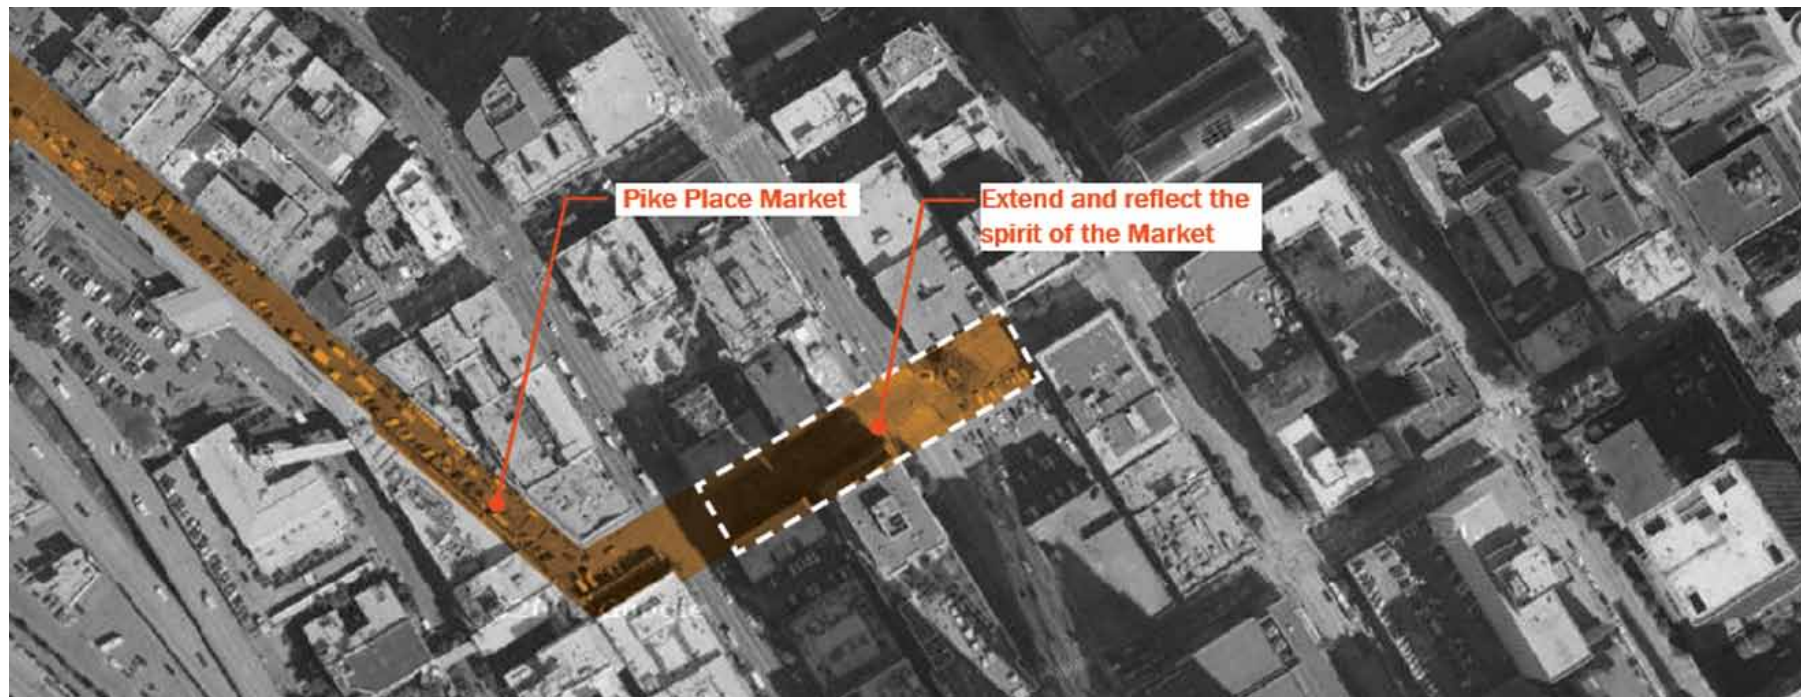 Pike Place Market
Extend and reflect the
spirit of the Market